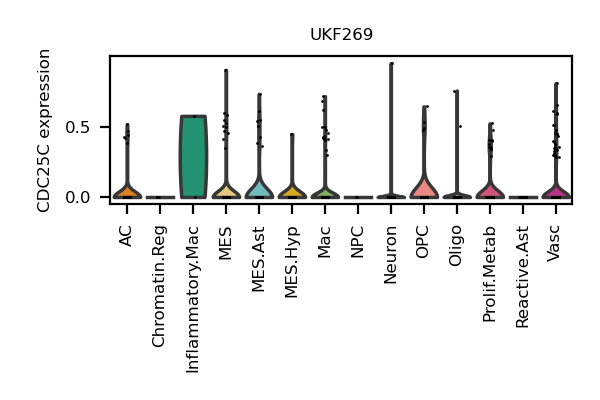 UKF269
CDC25C expression
0.5
0.0
AC
Chromatin.Reg
Inflammatory.Mac
MES
MES.Ast
MES.Hyp
Mac
NPC
Neuron
OPC
Oligo
Prolif.Metab
Reactive.Ast
Vasc